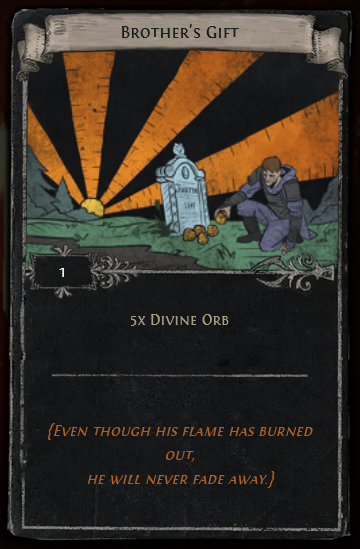 Brother's Gift
1
5x Divine Orb
{Even though his flame has burned
out,
he will never fade away.}